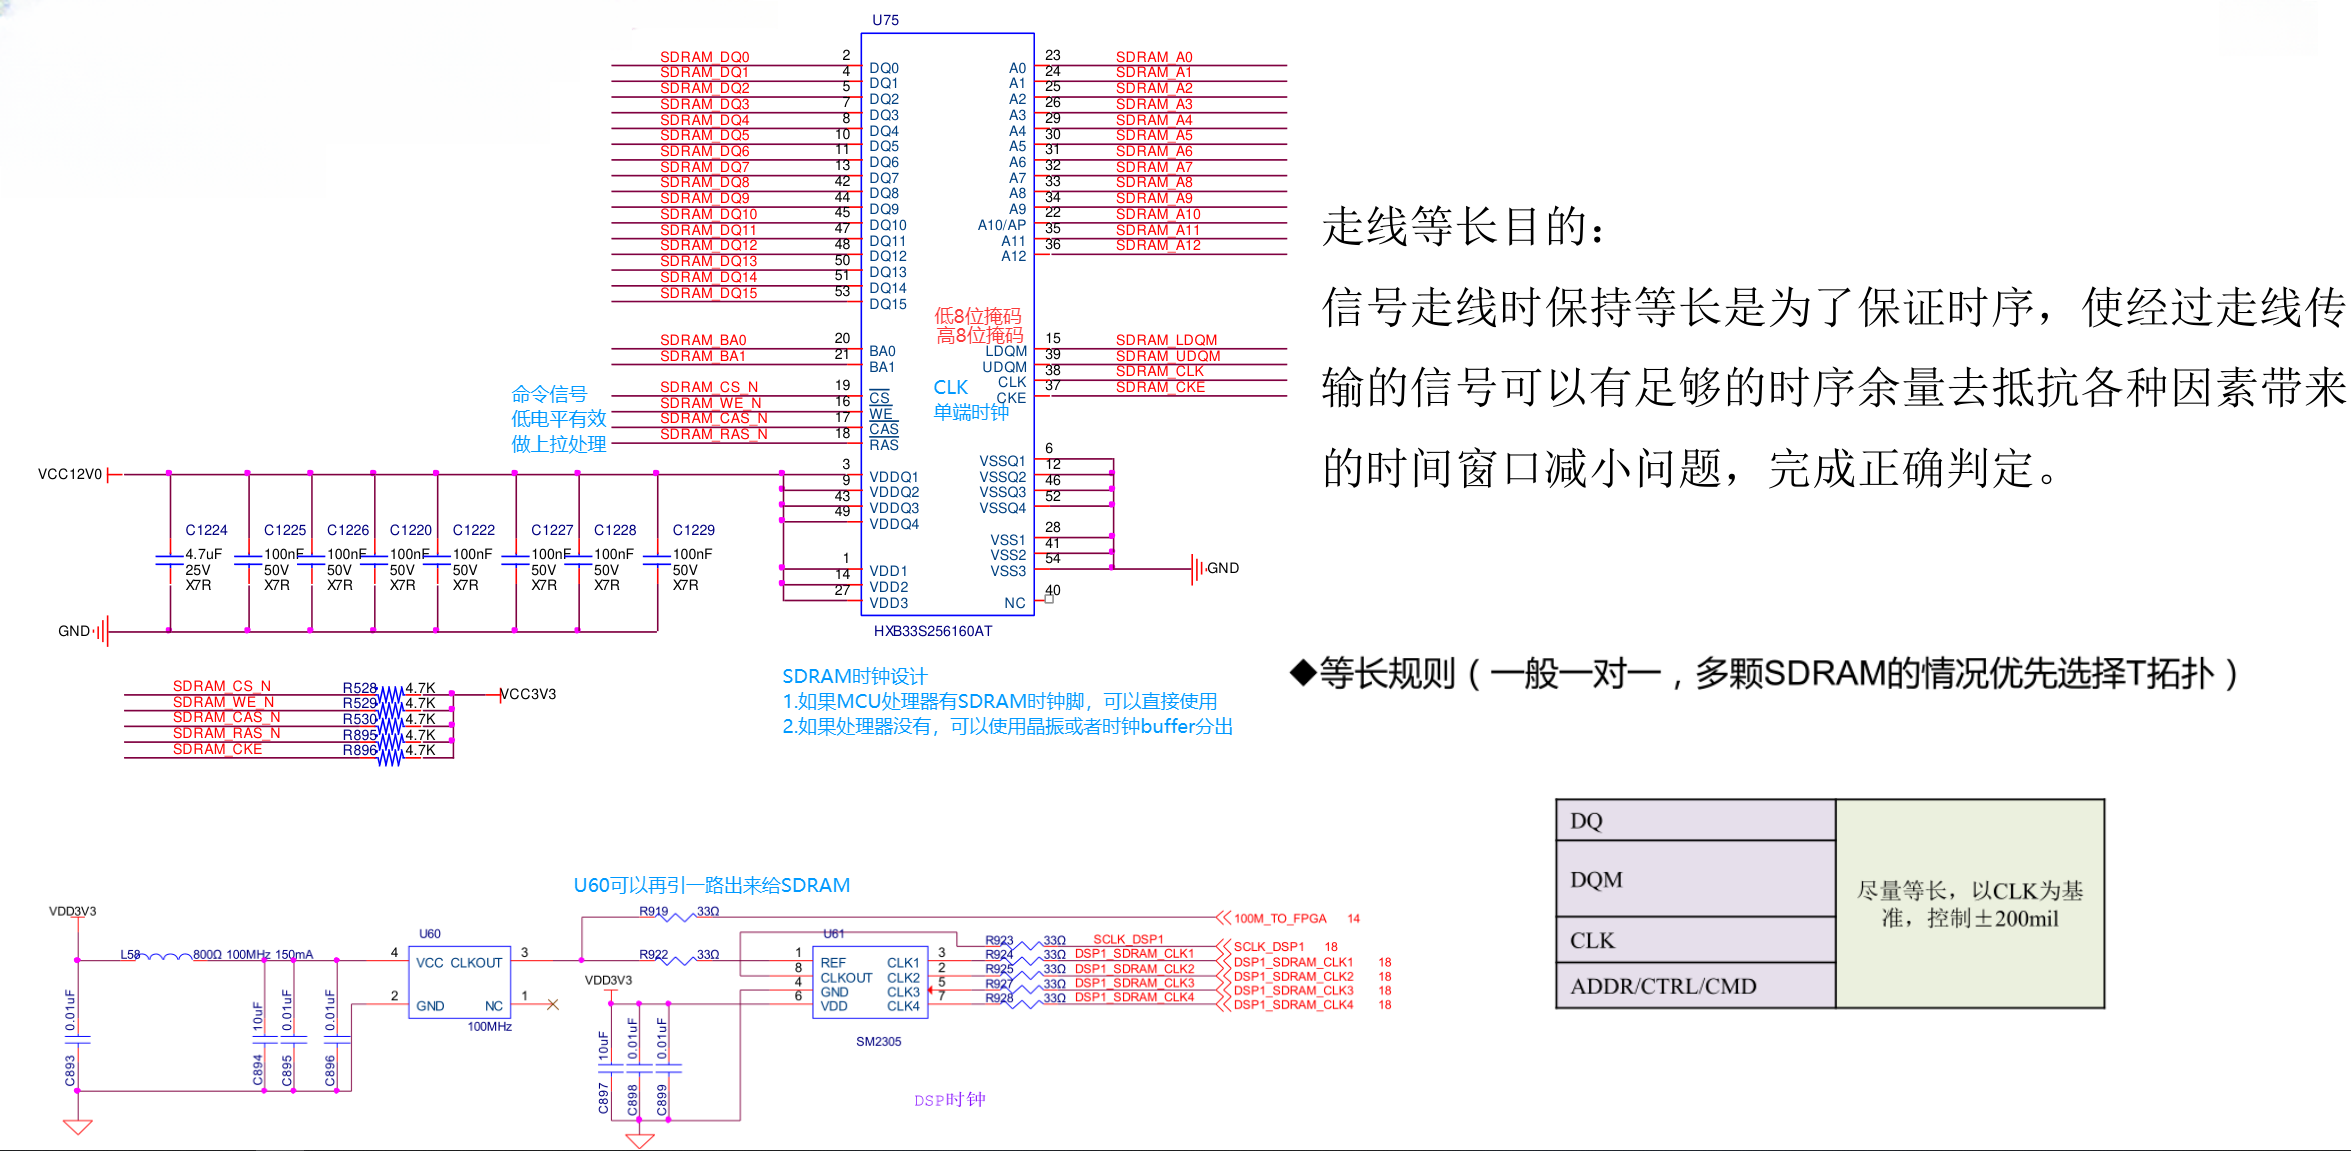 U75
SDRAM_DQ0 2 DQ0 A0 23 SDRAM_A0
SDRAM_DQ1 4 DQ1 A1 24 SDRAM_A1
SDRAM_DQ2 5 DQ2 A2 25 SDRAM_A2
SDRAM_DQ3 7 DQ3 A3 26 SDRAM_A3
SDRAM_DQ4 8 DQ4 A4 29 SDRAM_A4
SDRAM_DQ5 10 DQ5 A5 30 SDRAM_A5
SDRAM_DQ6 11 DQ6 A6 31 SDRAM_A6
SDRAM_DQ7 13 DQ7 A7 32 SDRAM_A7
SDRAM_DQ8 42 DQ8 A8 33 SDRAM_A8
SDRAM_DQ9 44 DQ9 A9 34 SDRAM_A9
SDRAM_DQ10 45 DQ10 A10/AP 22 SDRAM_A10
SDRAM_DQ11 47 DQ11 A11 35 SDRAM_A11
SDRAM_DQ12 48 DQ12 A12 36 SDRAM_A12
SDRAM_DQ13 50 DQ13
SDRAM_DQ14 51 DQ14
SDRAM_DQ15 53 DQ15
低8位掩码
高8位掩码
SDRAM_BA0 20 BA0 LDQM 15 SDRAM_LDQM
SDRAM_BA1 21 BA1 UDQM 39 SDRAM_UDQM
CLK 38 SDRAM_CLK
CKE 37 SDRAM_CKE
CLK
单端时钟
命令信号
低电平有效
做上拉处理
SDRAM_CS_N 19 CS
SDRAM_WE_N 16 WE
SDRAM_CAS_N 17 CAS
SDRAM_RAS_N 18 RAS
VCC12V0
3 VDDQ1 VSSQ1 6
9 VDDQ2 VSSQ2 12
43 VDDQ3 VSSQ3 46
49 VDDQ4 VSSQ4 52
VSS1 28
VSS2 41
1 VDD1 VSS3 54 GND
14 VDD2
27 VDD3 NC 40
HXB33S256160AT
C1224 C1225 C1226 C1220 C1222 C1227 C1228 C1229
4.7uF 100nF 100nF 100nF 100nF 100nF 100nF 100nF
25V 50V 50V 50V 50V 50V 50V 50V
X7R X7R X7R X7R X7R X7R X7R X7R
GND
走线等长目的：
信号走线时保持等长是为了保证时序，使经过走线传
输的信号可以有足够的时序余量去抵抗各种因素带来
的时间窗口减小问题，完成正确判定。
SDRAM_CS_N R528 4.7K VCC3V3
SDRAM_WE_N R529 4.7K
SDRAM_CAS_N R530 4.7K
SDRAM_RAS_N R895 4.7K
SDRAM_CKE R896 4.7K
SDRAM时钟设计
1.如果MCU处理器有SDRAM时钟脚，可以直接使用
2.如果处理器没有，可以使用晶振或者时钟buffer分出
◆等长规则（一般一对一，多颗SDRAM的情况优先选择T拓扑）
DQ
DQM
CLK
ADDR/CTRL/CMD
尽量等长，以CLK为基
准，控制±200mil
U60可以再引一路出来给SDRAM
VDD3V3
L58 800Ω 100MHz 150mA
C893 0.01uF
C894 10uF
C895 0.01uF
C896 0.01uF
U60
4 VCC CLKOUT 3
2 GND NC 1
100MHz
R919 33Ω 100M_TO_FPGA 14
R922 33Ω
VDD3V3
C897 10uF
C898 0.01uF
C899 0.01uF
U61
1 REF CLK1 3
8 CLKOUT CLK2 2
4 GND CLK3 5
6 VDD CLK4 7
SM2305
R923 33Ω SCLK_DSP1 SCLK_DSP1 18
R924 33Ω DSP1_SDRAM_CLK1 DSP1_SDRAM_CLK1 18
R925 33Ω DSP1_SDRAM_CLK2 DSP1_SDRAM_CLK2 18
R927 33Ω DSP1_SDRAM_CLK3 DSP1_SDRAM_CLK3 18
R928 33Ω DSP1_SDRAM_CLK4 DSP1_SDRAM_CLK4 18
DSP时钟